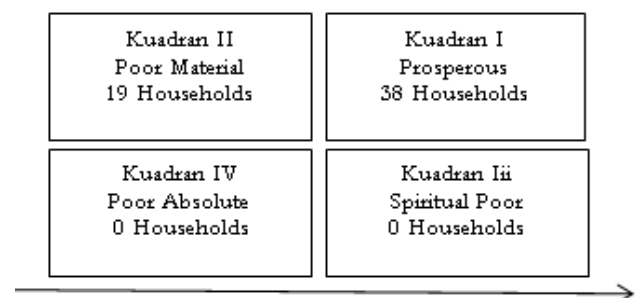 Kuadran II
Poor Material
19 Households
Kuadran I
Prosperous
38 Households
Kuadran IV
Poor Absolute
0 Households
Kuadran Iii
Spiritual Poor
0 Households